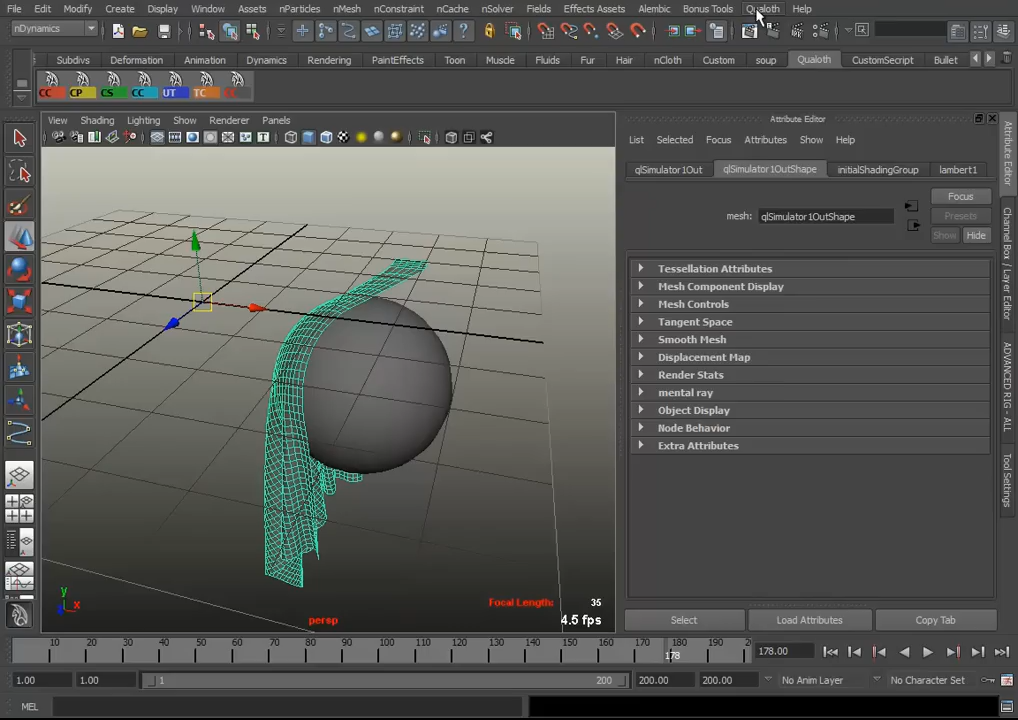 File Edit Modify Create Display Window Assets nParticles nMesh nConstraint nCache nSolver Fields Effects Assets Alembic Bonus Tools Qualoth Help
nDynamics
Subdivs Deformation Animation Dynamics Rendering PaintEffects Toon Muscle Fluids Fur Hair nCloth Custom soup Qualoth CustomScript Bullet
CC CP CS CC UT TC CC
View Shading Lighting Show Renderer Panels
Attribute Editor
List Selected Focus Attributes Show Help
qlSimulator1Out qlSimulator1OutShape initialShadingGroup lambert1
Focus
mesh: qlSimulator1OutShape Presets
Show Hide
Tessellation Attributes
Mesh Component Display
Mesh Controls
Tangent Space
Smooth Mesh
Displacement Map
Render Stats
mental ray
Object Display
Node Behavior
Extra Attributes
Attribute Editor
Channel Box / Layer Editor
ADVANCED RIG - ALL
Tool Settings
y
x
Focal Length: 35
persp 4.5 fps
Select Load Attributes Copy Tab
10 20 30 40 50 60 70 80 90 100 110 120 130 140 150 160 170 180 190 2
178
178.00
1.00 1.00 1 200 200.00 200.00 No Anim Layer No Character Set
MEL